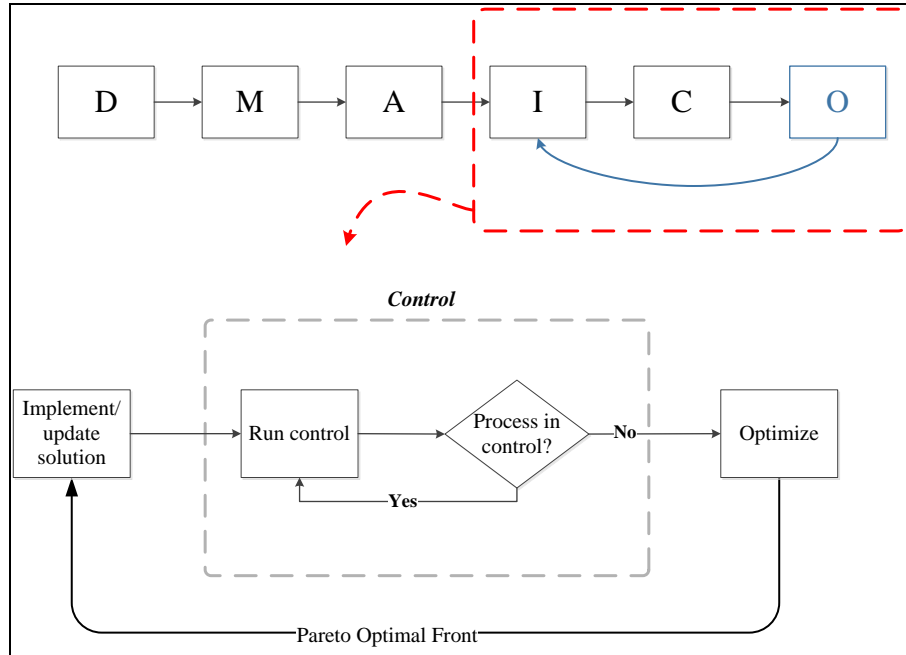 D
M
A
I
C
O
Control
Implement/
update
solution
Run control
Process in
control?
No
Optimize
Yes
Pareto Optimal Front